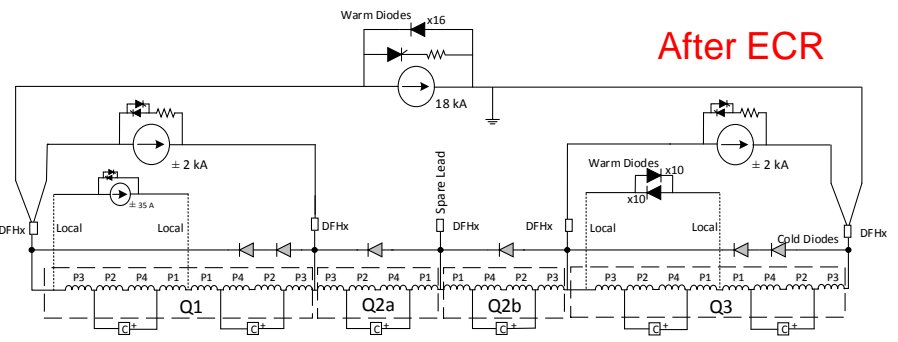 Warm Diodes
x16
After ECR
18 kA
± 2 kA
Warm Diodes
x10
x10
± 2 kA
± 35 A
Spare Lead
DFHx
Local
Local
DFHx
DFHx
DFHx
Local
Local
DFHx
Cold Diodes
P3 P2 P4 P1 P1 P4 P2 P3 P3 P2 P4 P1 P1 P4 P2 P3 P3 P2 P4 P1 P1 P4 P2 P3
Q1 Q2a Q2b Q3
C + C + C + C + C + C +